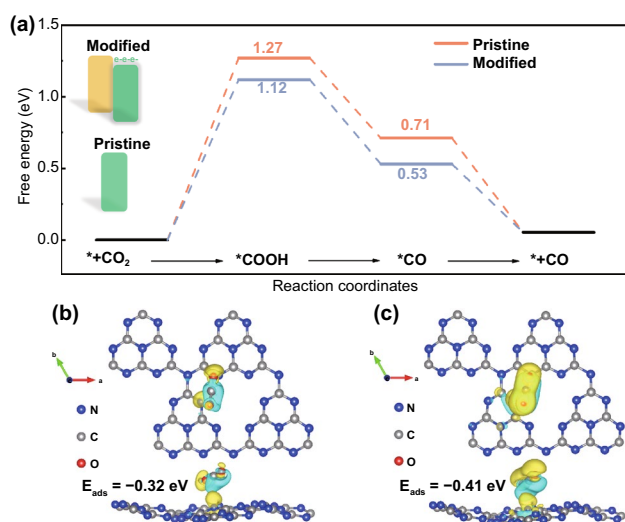 (a)
1.5
1.0
0.5
0.0
Free energy (eV)
Modified
e-e-e-
Pristine
1.27
1.12
0.71
0.53
Pristine
Modified
*+CO₂
*COOH
*CO
*+CO
Reaction coordinates
(b)
b
a
N
C
O
Eads = −0.32 eV
(c)
b
a
N
C
O
Eads = −0.41 eV